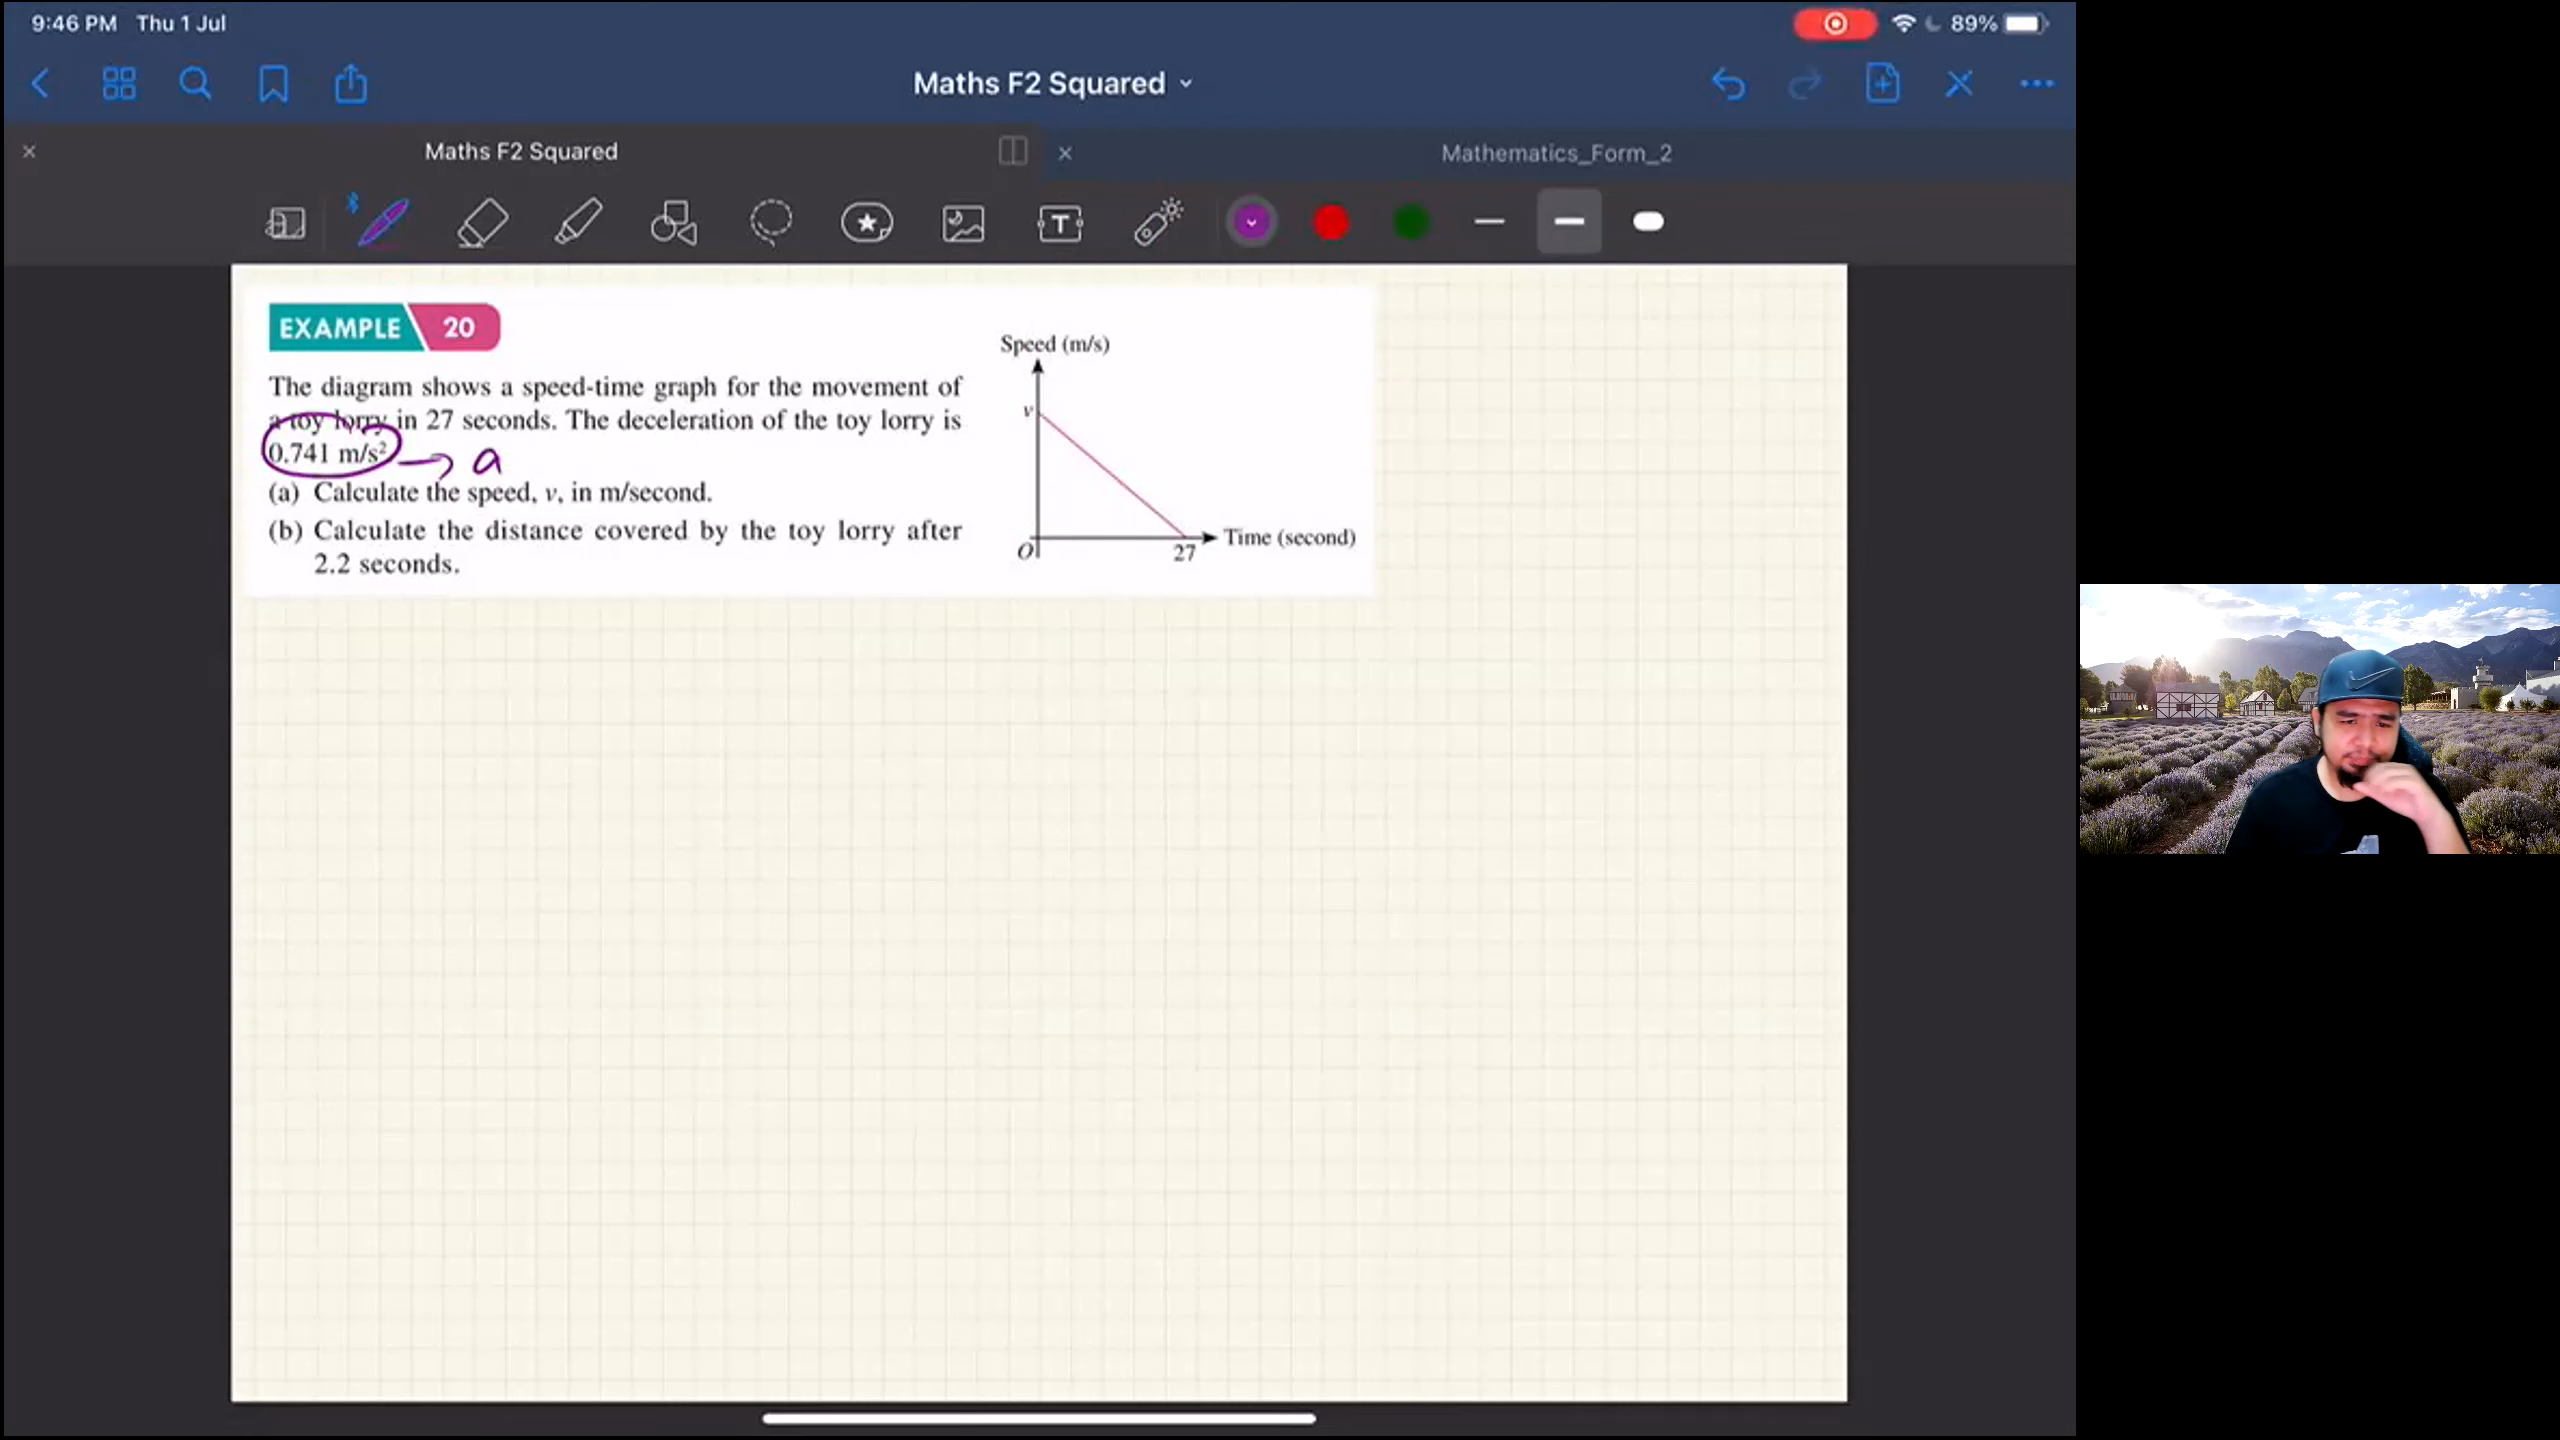 9:46 PM Thu 1 Jul
89%
Maths F2 Squared
Maths F2 Squared
Mathematics_Form_2
T
EXAMPLE 20
The diagram shows a speed-time graph for the movement of
a toy lorry in 27 seconds. The deceleration of the toy lorry is
0.741 m/s² → a
(a) Calculate the speed, v, in m/second.
(b) Calculate the distance covered by the toy lorry after
2.2 seconds.
Speed (m/s)
v
O
27
Time (second)